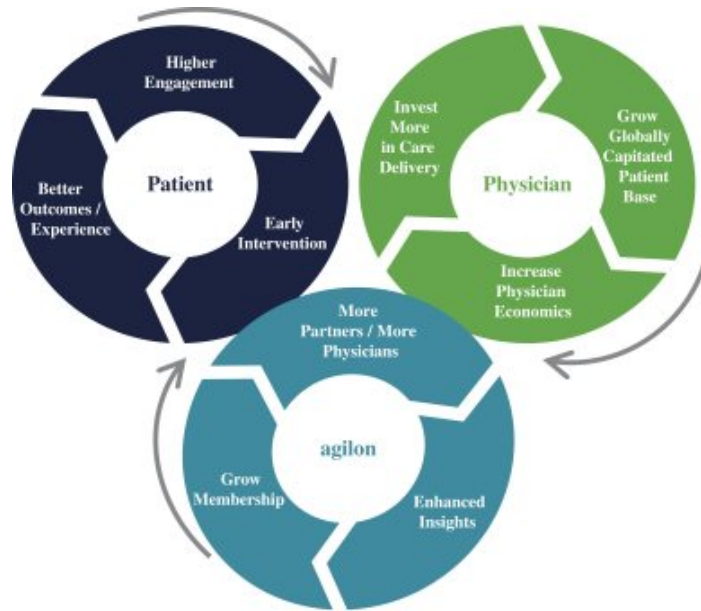 Higher
Engagement
Patient
Better
Outcomes /
Experience
Early
Intervention
Invest
More
in Care
Delivery
Physician
Grow
Globally
Capitated
Patient
Base
Increase
Physician
Economics
More
Partners / More
Physicians
agilon
Grow
Membership
Enhanced
Insights